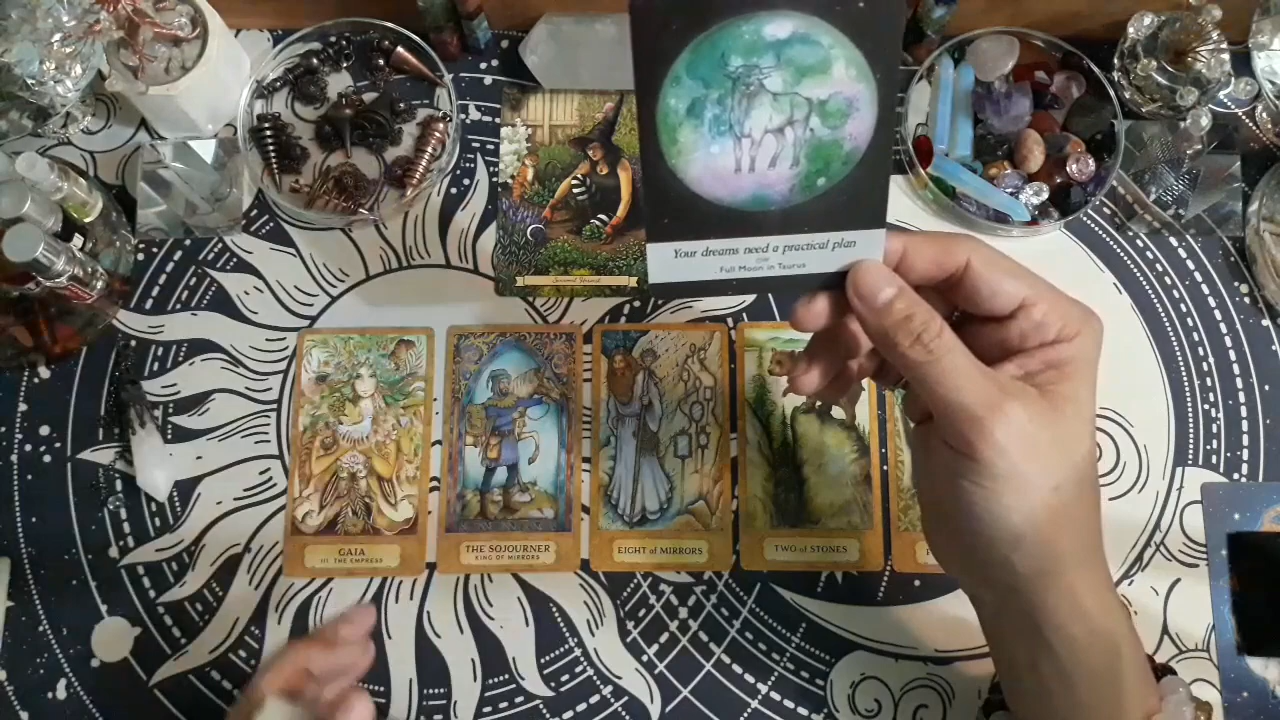 Your dreams need a practical plan
Full Moon in Taurus
GAIA
III THE EMPRESS
THE SOJOURNER
KING OF MIRRORS
EIGHT of MIRRORS
TWO of STONES